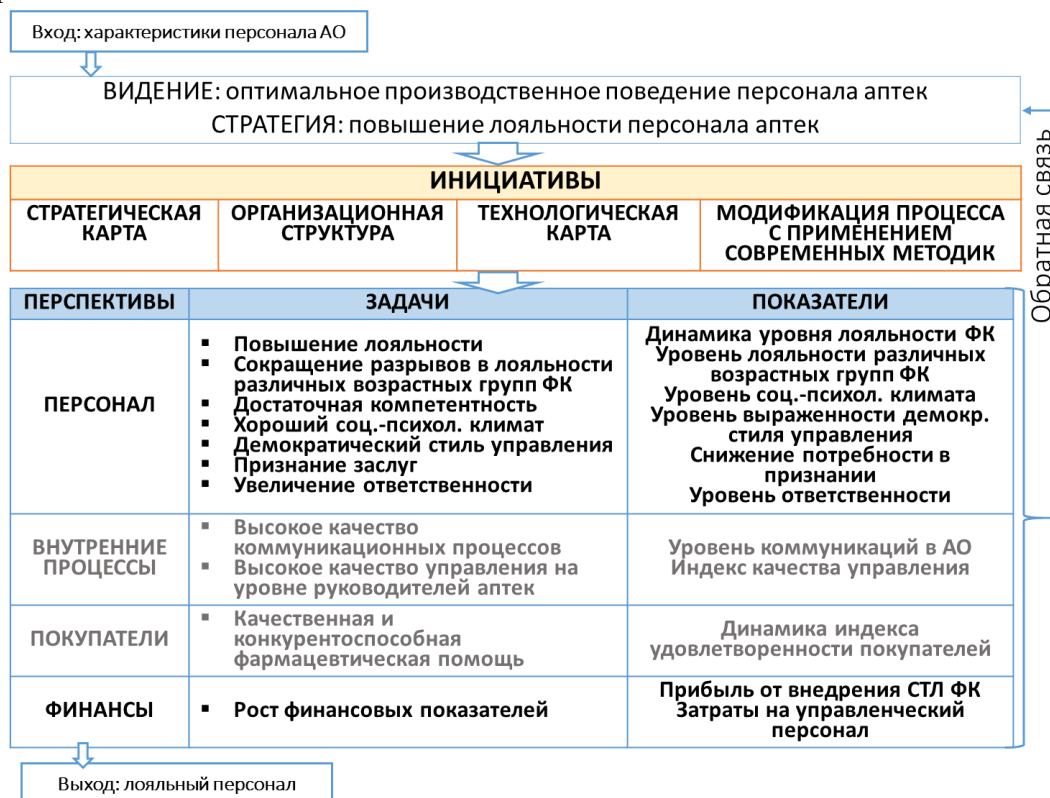 Вход: характеристики персонала АО
ВИДЕНИЕ: оптимальное производственное поведение персонала аптек
СТРАТЕГИЯ: повышение лояльности персонала аптек
Обратная связь
ИНИЦИАТИВЫ
СТРАТЕГИЧЕСКАЯ
КАРТА
ОРГАНИЗАЦИОННАЯ
СТРУКТУРА
ТЕХНОЛОГИЧЕСКАЯ
КАРТА
МОДИФИКАЦИЯ ПРОЦЕССА
С ПРИМЕНЕНИЕМ
СОВРЕМЕННЫХ МЕТОДИК
ПЕРСПЕКТИВЫ
ЗАДАЧИ
ПОКАЗАТЕЛИ
ПЕРСОНАЛ
▪ Повышение лояльности
▪ Сокращение разрывов в лояльности
различных возрастных групп ФК
▪ Достаточная компетентность
▪ Хороший соц.-психол. климат
▪ Демократический стиль управления
▪ Признание заслуг
▪ Увеличение ответственности
Динамика уровня лояльности ФК
Уровень лояльности различных
возрастных групп ФК
Уровень соц.-психол. климата
Уровень выраженности демокр.
стиля управления
Снижение потребности в
признании
Уровень ответственности
ВНУТРЕННИЕ
ПРОЦЕССЫ
▪ Высокое качество
коммуникационных процессов
▪ Высокое качество управления на
уровне руководителей аптек
Уровень коммуникаций в АО
Индекс качества управления
ПОКУПАТЕЛИ
▪ Качественная и
конкурентоспособная
фармацевтическая помощь
Динамика индекса
удовлетворенности покупателей
ФИНАНСЫ
▪ Рост финансовых показателей
Прибыль от внедрения СТЛ ФК
Затраты на управленческий
персонал
Выход: лояльный персонал